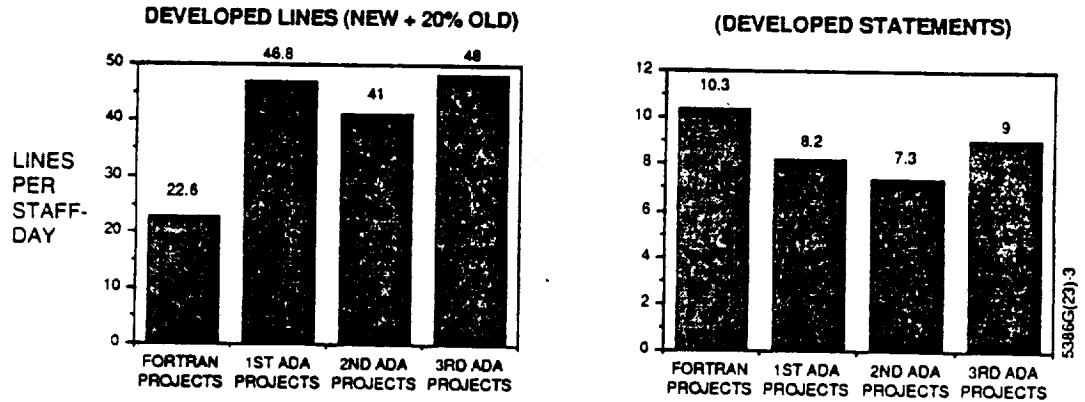 DEVELOPED LINES (NEW + 20% OLD)
LINES
PER
STAFF-
DAY
50
40
30
20
10
0
22.6
46.8
41
48
FORTRAN PROJECTS
1ST ADA PROJECTS
2ND ADA PROJECTS
3RD ADA PROJECTS
(DEVELOPED STATEMENTS)
12
10
8
6
4
2
0
10.3
8.2
7.3
9
FORTRAN PROJECTS
1ST ADA PROJECTS
2ND ADA PROJECTS
3RD ADA PROJECTS
5386G(23)-3